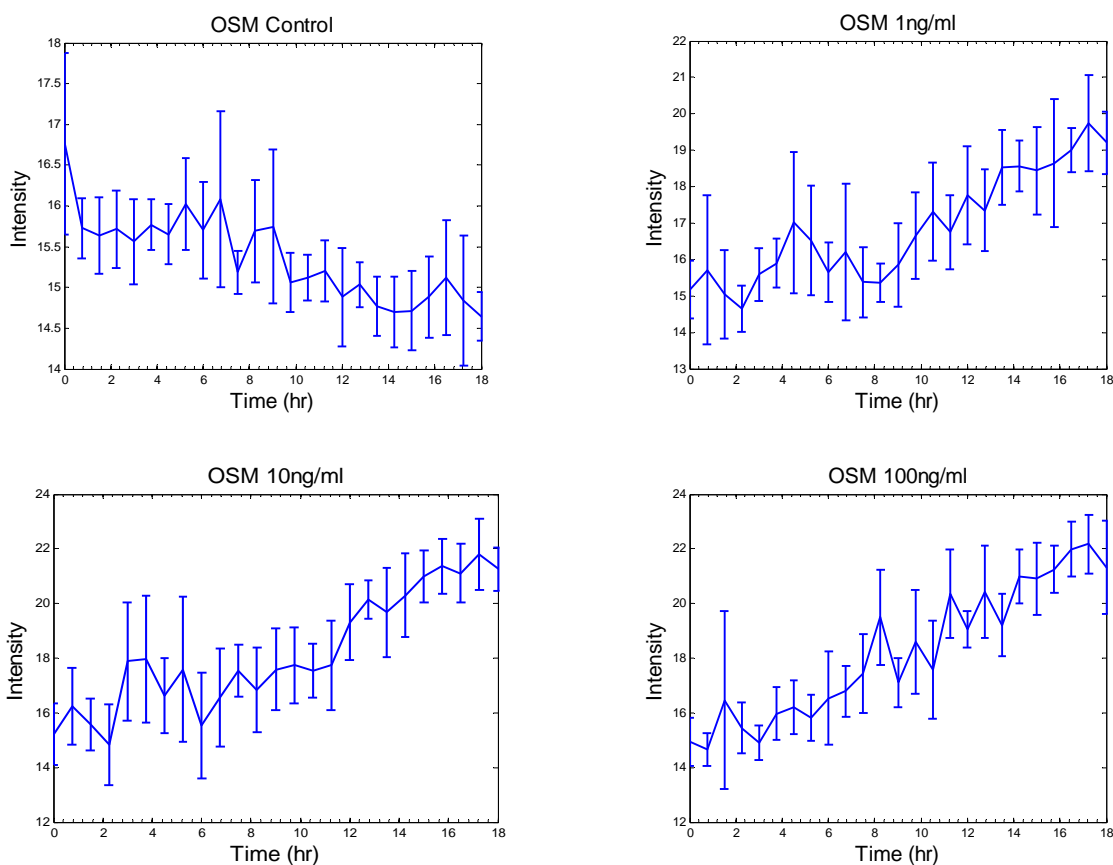 OSM Control
18
17.5
17
16.5
16
15.5
15
14.5
14
Intensity
0 2 4 6 8 10 12 14 16 18
Time (hr)
OSM 1ng/ml
22
21
20
19
18
17
16
15
14
13
Intensity
0 2 4 6 8 10 12 14 16 18
Time (hr)
OSM 10ng/ml
24
22
20
18
16
14
12
Intensity
0 2 4 6 8 10 12 14 16 18
Time (hr)
OSM 100ng/ml
24
22
20
18
16
14
12
Intensity
0 2 4 6 8 10 12 14 16 18
Time (hr)